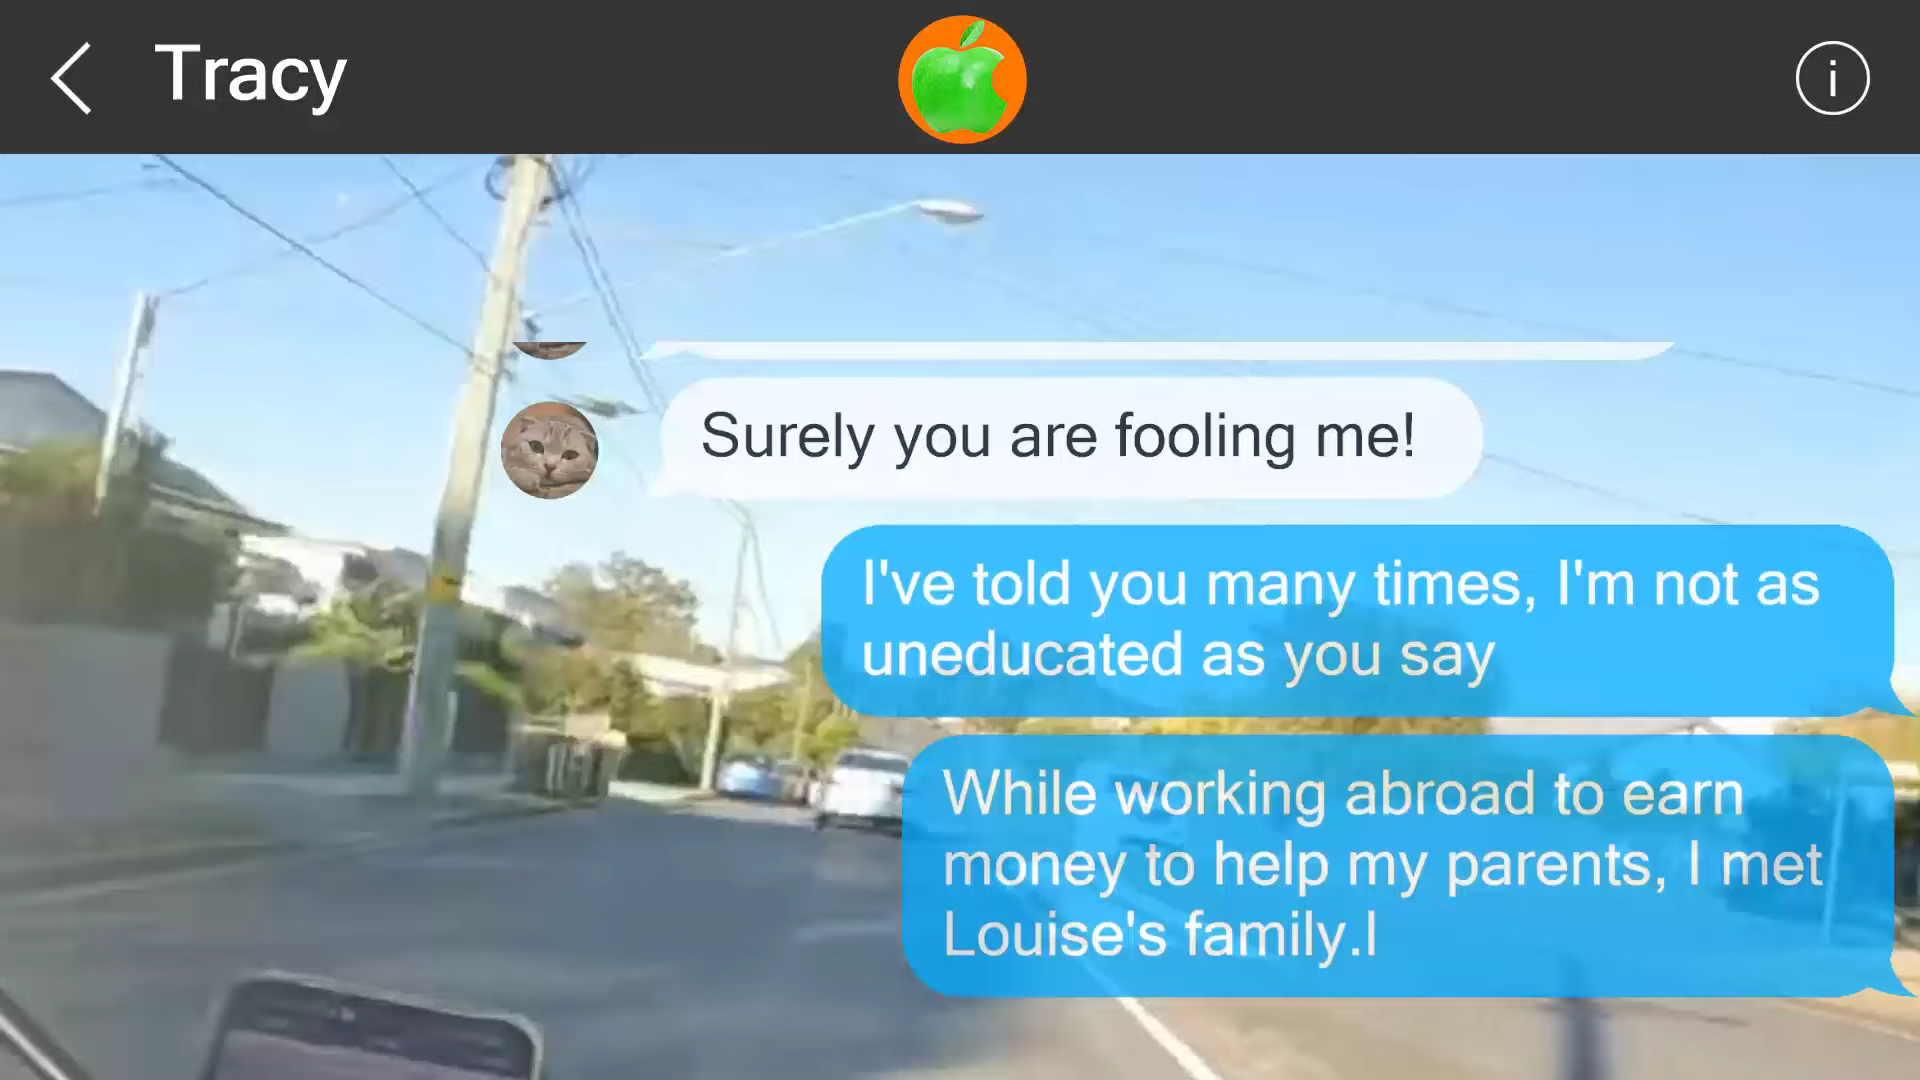 Tracy
i
Surely you are fooling me!
I've told you many times, I'm not as
uneducated as you say
While working abroad to earn
money to help my parents, I met
Louise's family.I